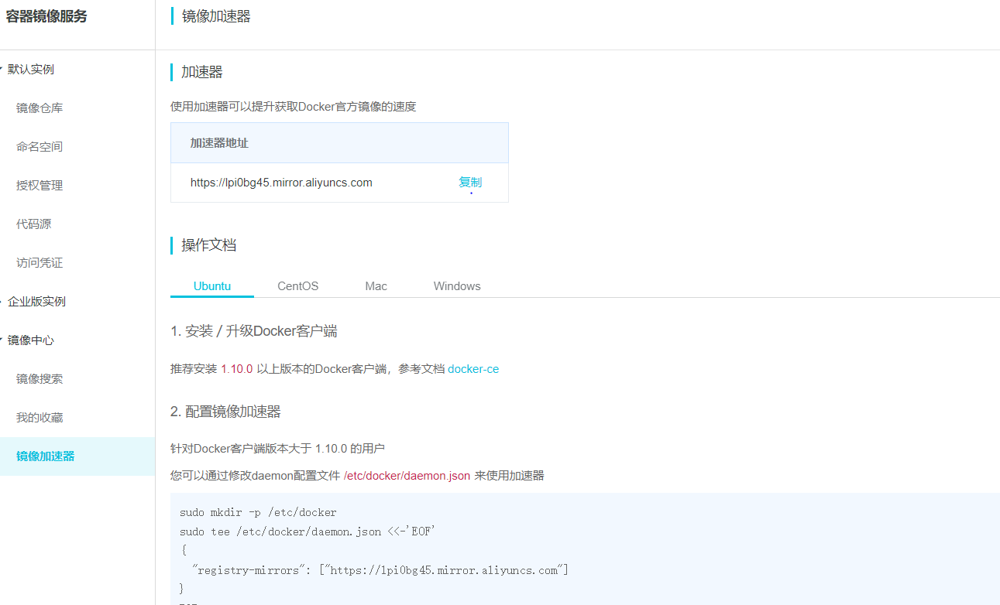 容器镜像服务
镜像加速器
默认实例
镜像仓库
命名空间
授权管理
代码源
访问凭证
企业版实例
镜像中心
镜像搜索
我的收藏
镜像加速器
加速器
使用加速器可以提升获取Docker官方镜像的速度
加速器地址
https://lpi0bg45.mirror.aliyuncs.com 复制
操作文档
Ubuntu CentOS Mac Windows
1. 安装 / 升级Docker客户端
推荐安装 1.10.0 以上版本的Docker客户端，参考文档 docker-ce
2. 配置镜像加速器
针对Docker客户端版本大于 1.10.0 的用户
您可以通过修改daemon配置文件 /etc/docker/daemon.json 来使用加速器
sudo mkdir -p /etc/docker
sudo tee /etc/docker/daemon.json <<-'EOF'
{
"registry-mirrors": ["https://lpi0bg45.mirror.aliyuncs.com"]
}